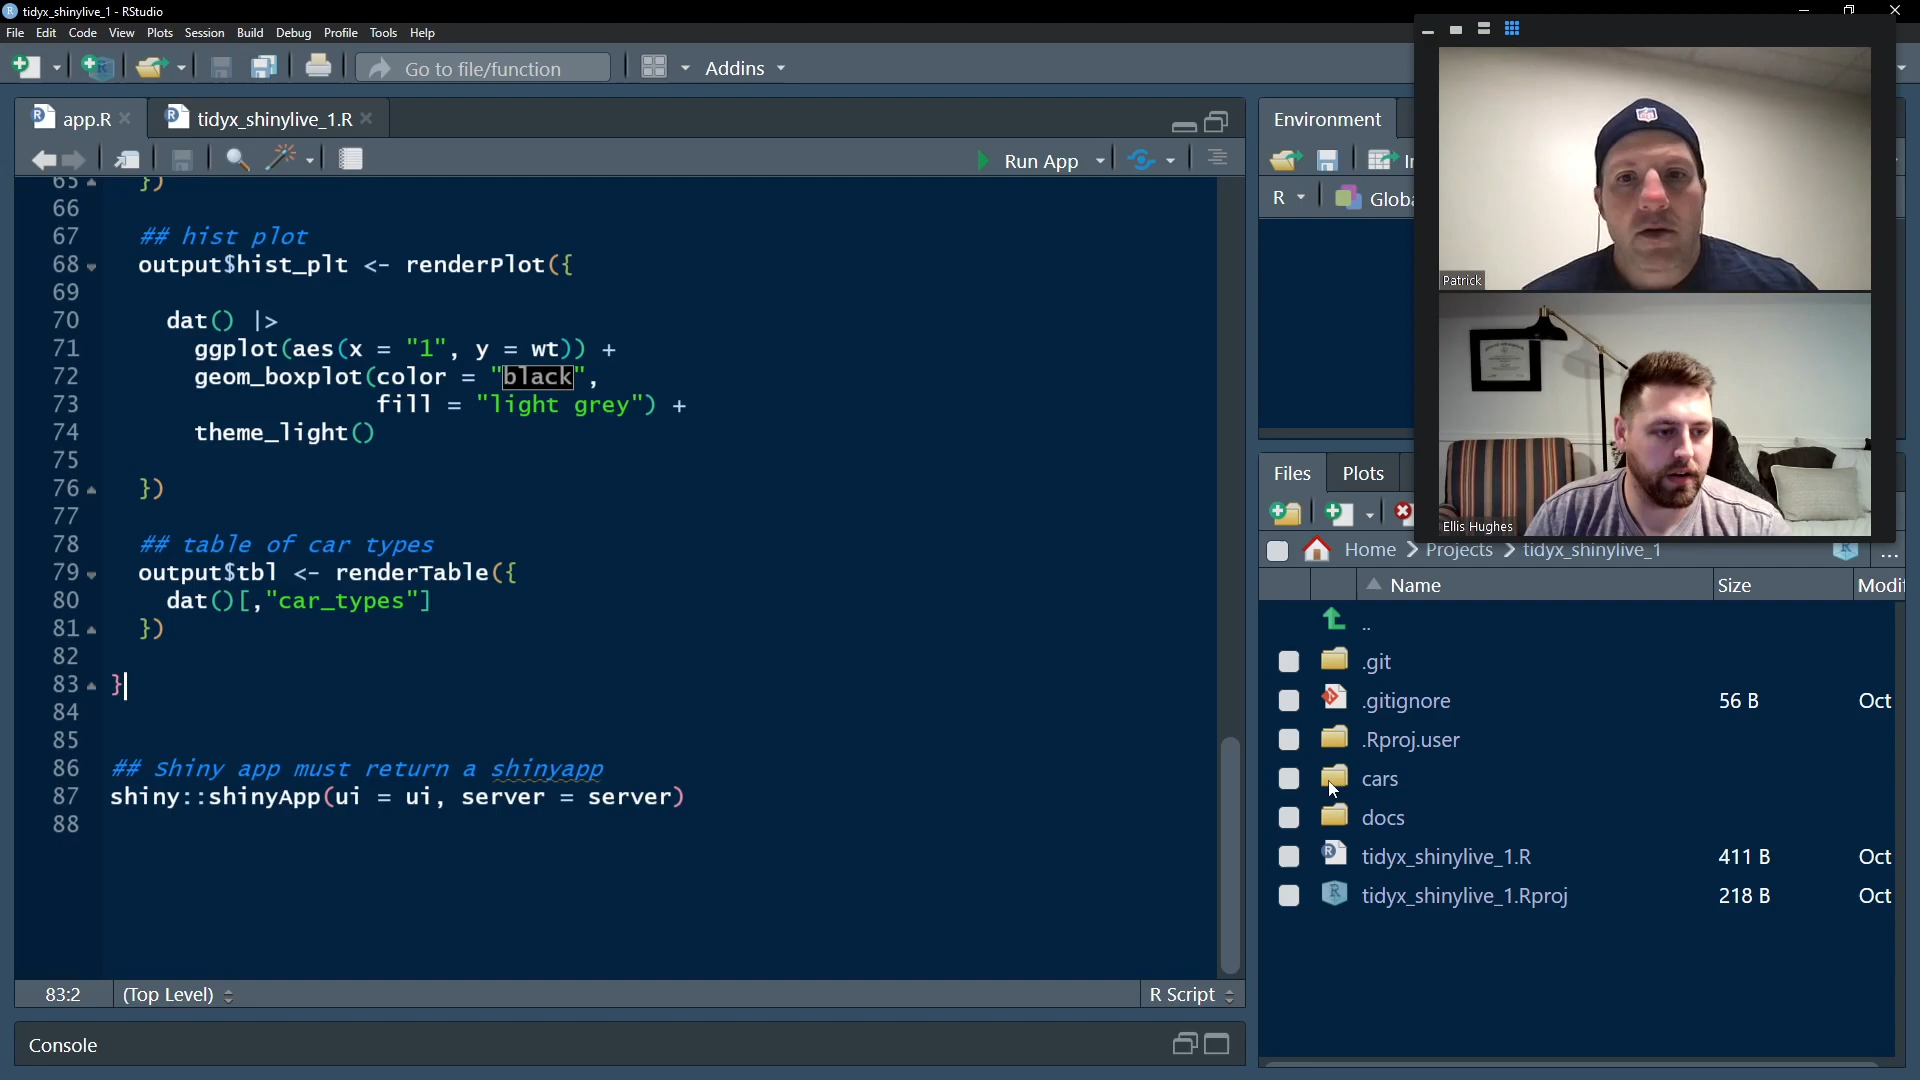 tidyx_shinylive_1 - RStudio
File Edit Code View Plots Session Build Debug Profile Tools Help
Go to file/function Addins
app.R tidyx_shinylive_1.R
Run App
65 })
66
67 ## hist plot
68 output$hist_plt <- renderPlot({
69
70 dat() |>
71 ggplot(aes(x = "1", y = wt)) +
72 geom_boxplot(color = "black",
73 fill = "light grey") +
74 theme_light()
75
76 })
77
78 ## table of car types
79 output$tbl <- renderTable({
80 dat()[,"car_types"]
81 })
82
83 }
84
85
86 ## Shiny app must return a shinyapp
87 shiny::shinyApp(ui = ui, server = server)
88
83:2 (Top Level) R Script
Console
Environment
R Globa
Patrick
Ellis Hughes
Files Plots
Home Projects tidyx_shinylive_1 ...
Name Size Modi
..
.git
.gitignore 56 B Oct
.Rproj.user
cars
docs
tidyx_shinylive_1.R 411 B Oct
tidyx_shinylive_1.Rproj 218 B Oct